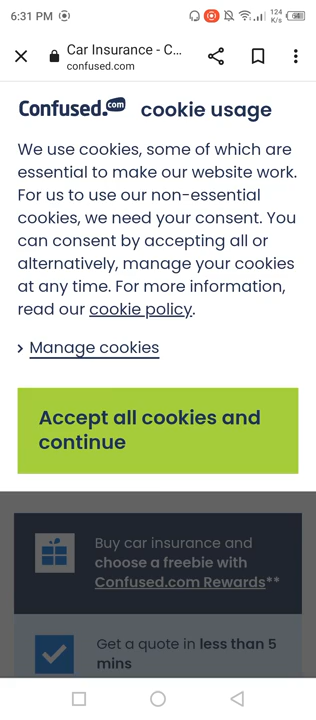 6:31 PM
124
K/s
64
Car Insurance - C...
confused.com
Confused.com cookie usage
We use cookies, some of which are
essential to make our website work.
For us to use our non-essential
cookies, we need your consent. You
can consent by accepting all or
alternatively, manage your cookies
at any time. For more information,
read our cookie policy.
Manage cookies
Accept all cookies and
continue
Buy car insurance and
choose a freebie with
Confused.com Rewards**
Get a quote in less than 5
mins